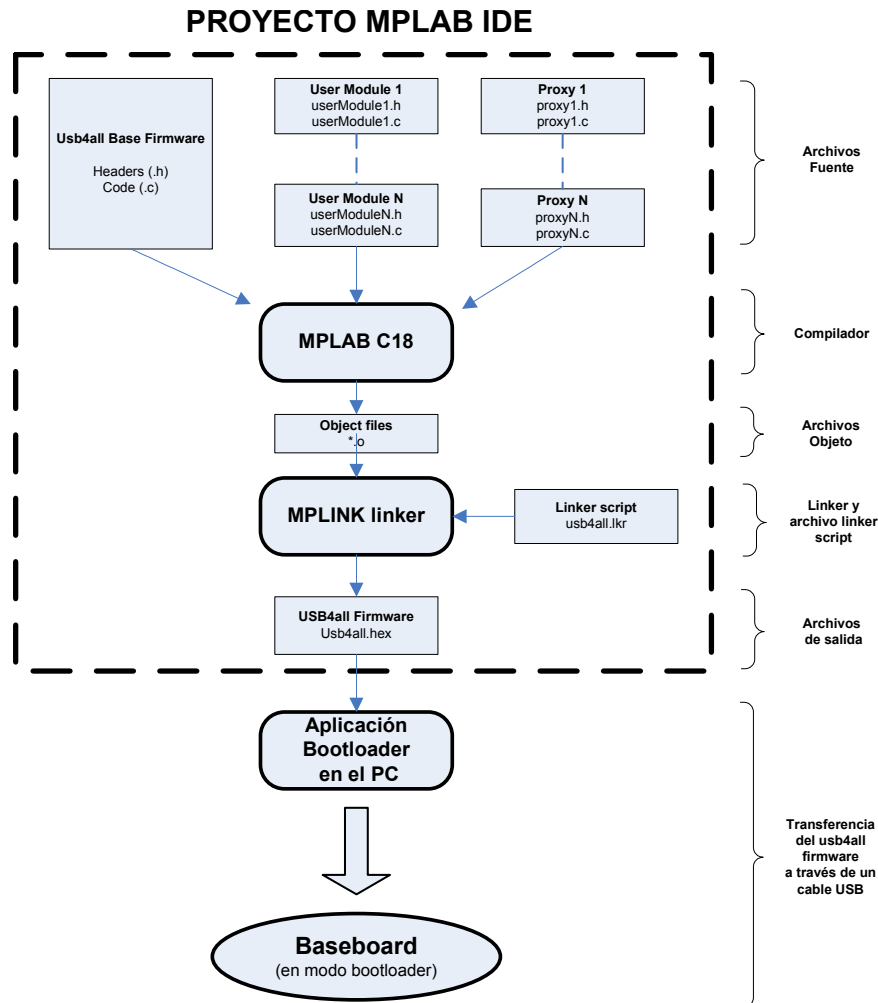 PROYECTO MPLAB IDE
Usb4all Base Firmware
Headers (.h)
Code (.c)
User Module 1
userModule1.h
userModule1.c
Proxy 1
proxy1.h
proxy1.c
User Module N
userModuleN.h
userModuleN.c
Proxy N
proxyN.h
proxyN.c
Archivos
Fuente
MPLAB C18
Compilador
Object files
*.o
Archivos
Objeto
MPLINK linker
Linker script
usb4all.lkr
Linker y
archivo linker
script
USB4all Firmware
Usb4all.hex
Archivos
de salida
Aplicación
Bootloader
en el PC
Transferencia
del usb4all
firmware
a través de un
cable USB
Baseboard
(en modo bootloader)